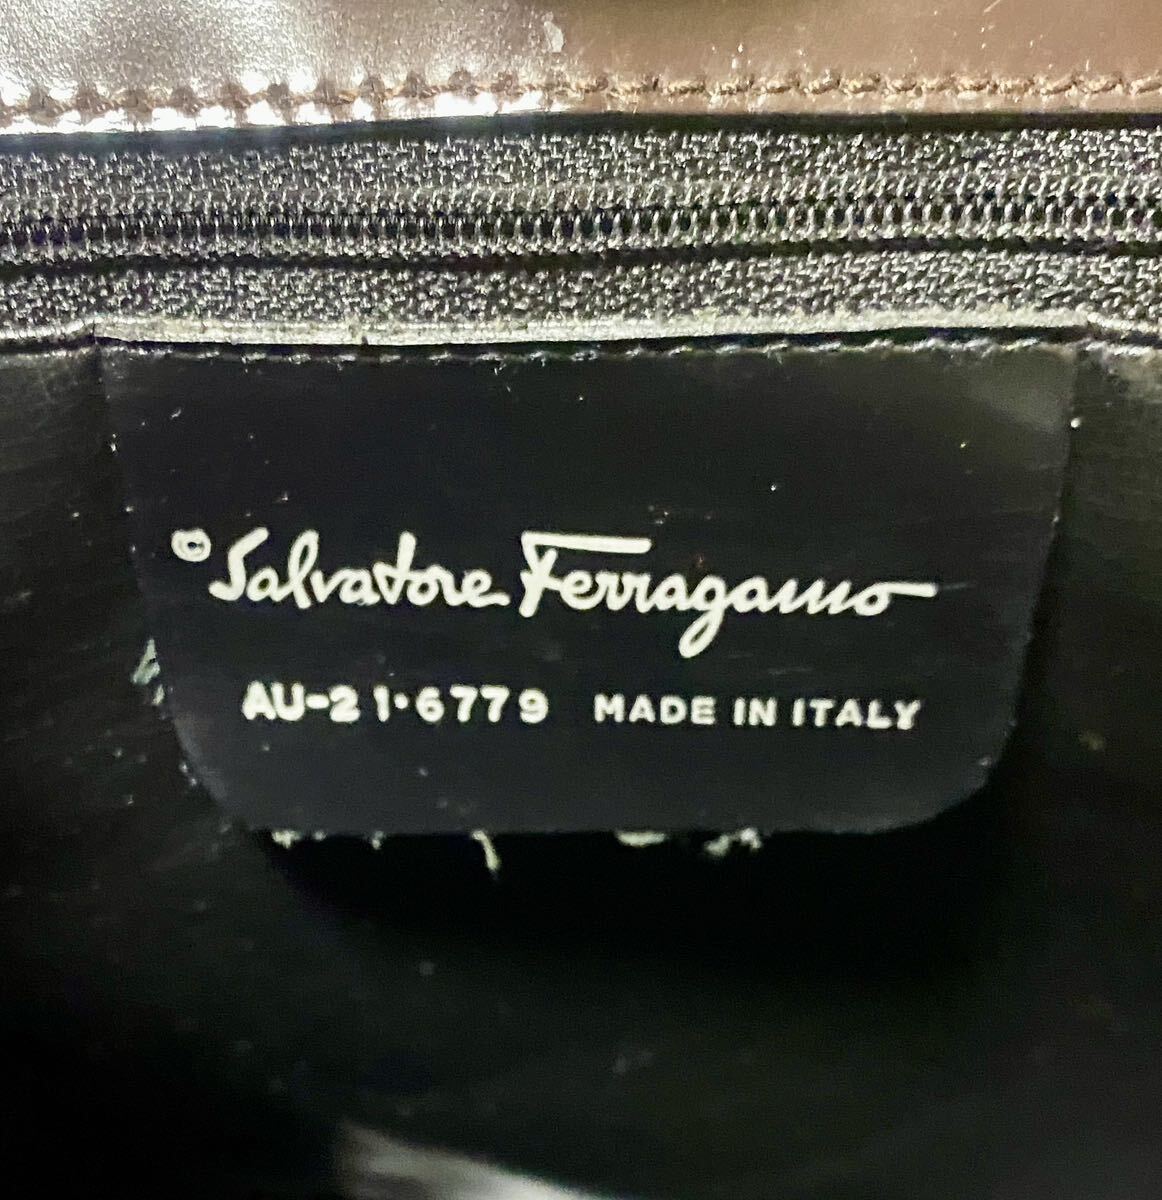 © Salvatore Ferragamo
AU-21·6779 MADE IN ITALY